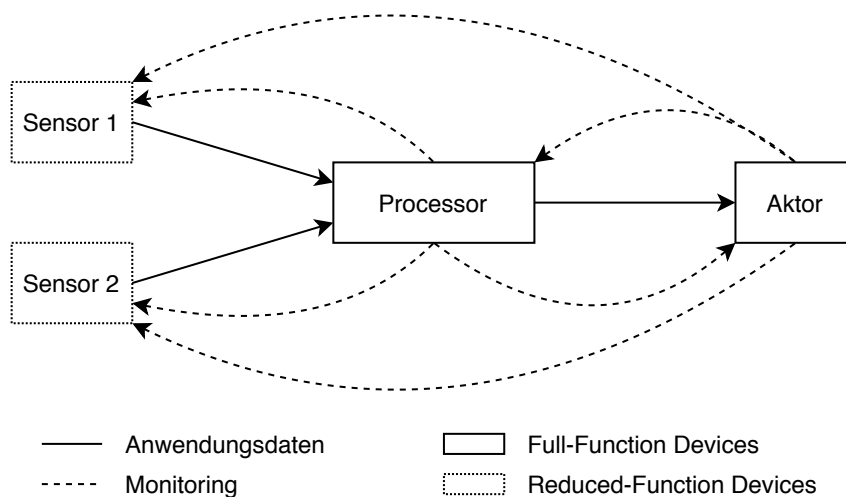 Sensor 1
Processor
Aktor
Sensor 2
Anwendungsdaten
Full-Function Devices
Monitoring
Reduced-Function Devices